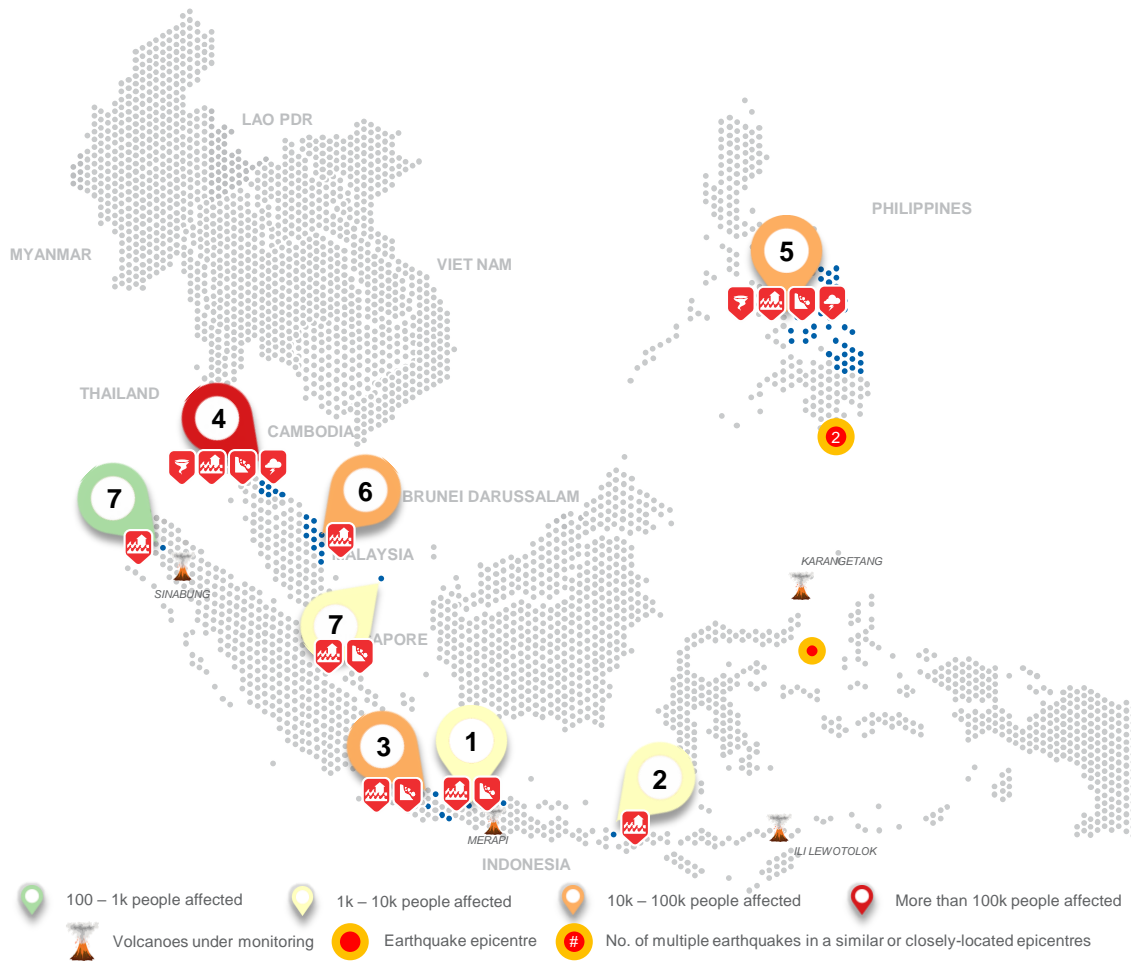 LAO PDR
PHILIPPINES
MYANMAR
VIET NAM
5
THAILAND
4
CAMBODIA
2
7
6
BRUNEI DARUSSALAM
MALAYSIA
KARANGETANG
SINABUNG
7
APORE
3
1
2
MERAPI
ILI LEWOTOLOK
INDONESIA
100 – 1k people affected
1k – 10k people affected
10k – 100k people affected
More than 100k people affected
Volcanoes under monitoring
Earthquake epicentre
#
No. of multiple earthquakes in a similar or closely-located epicentres